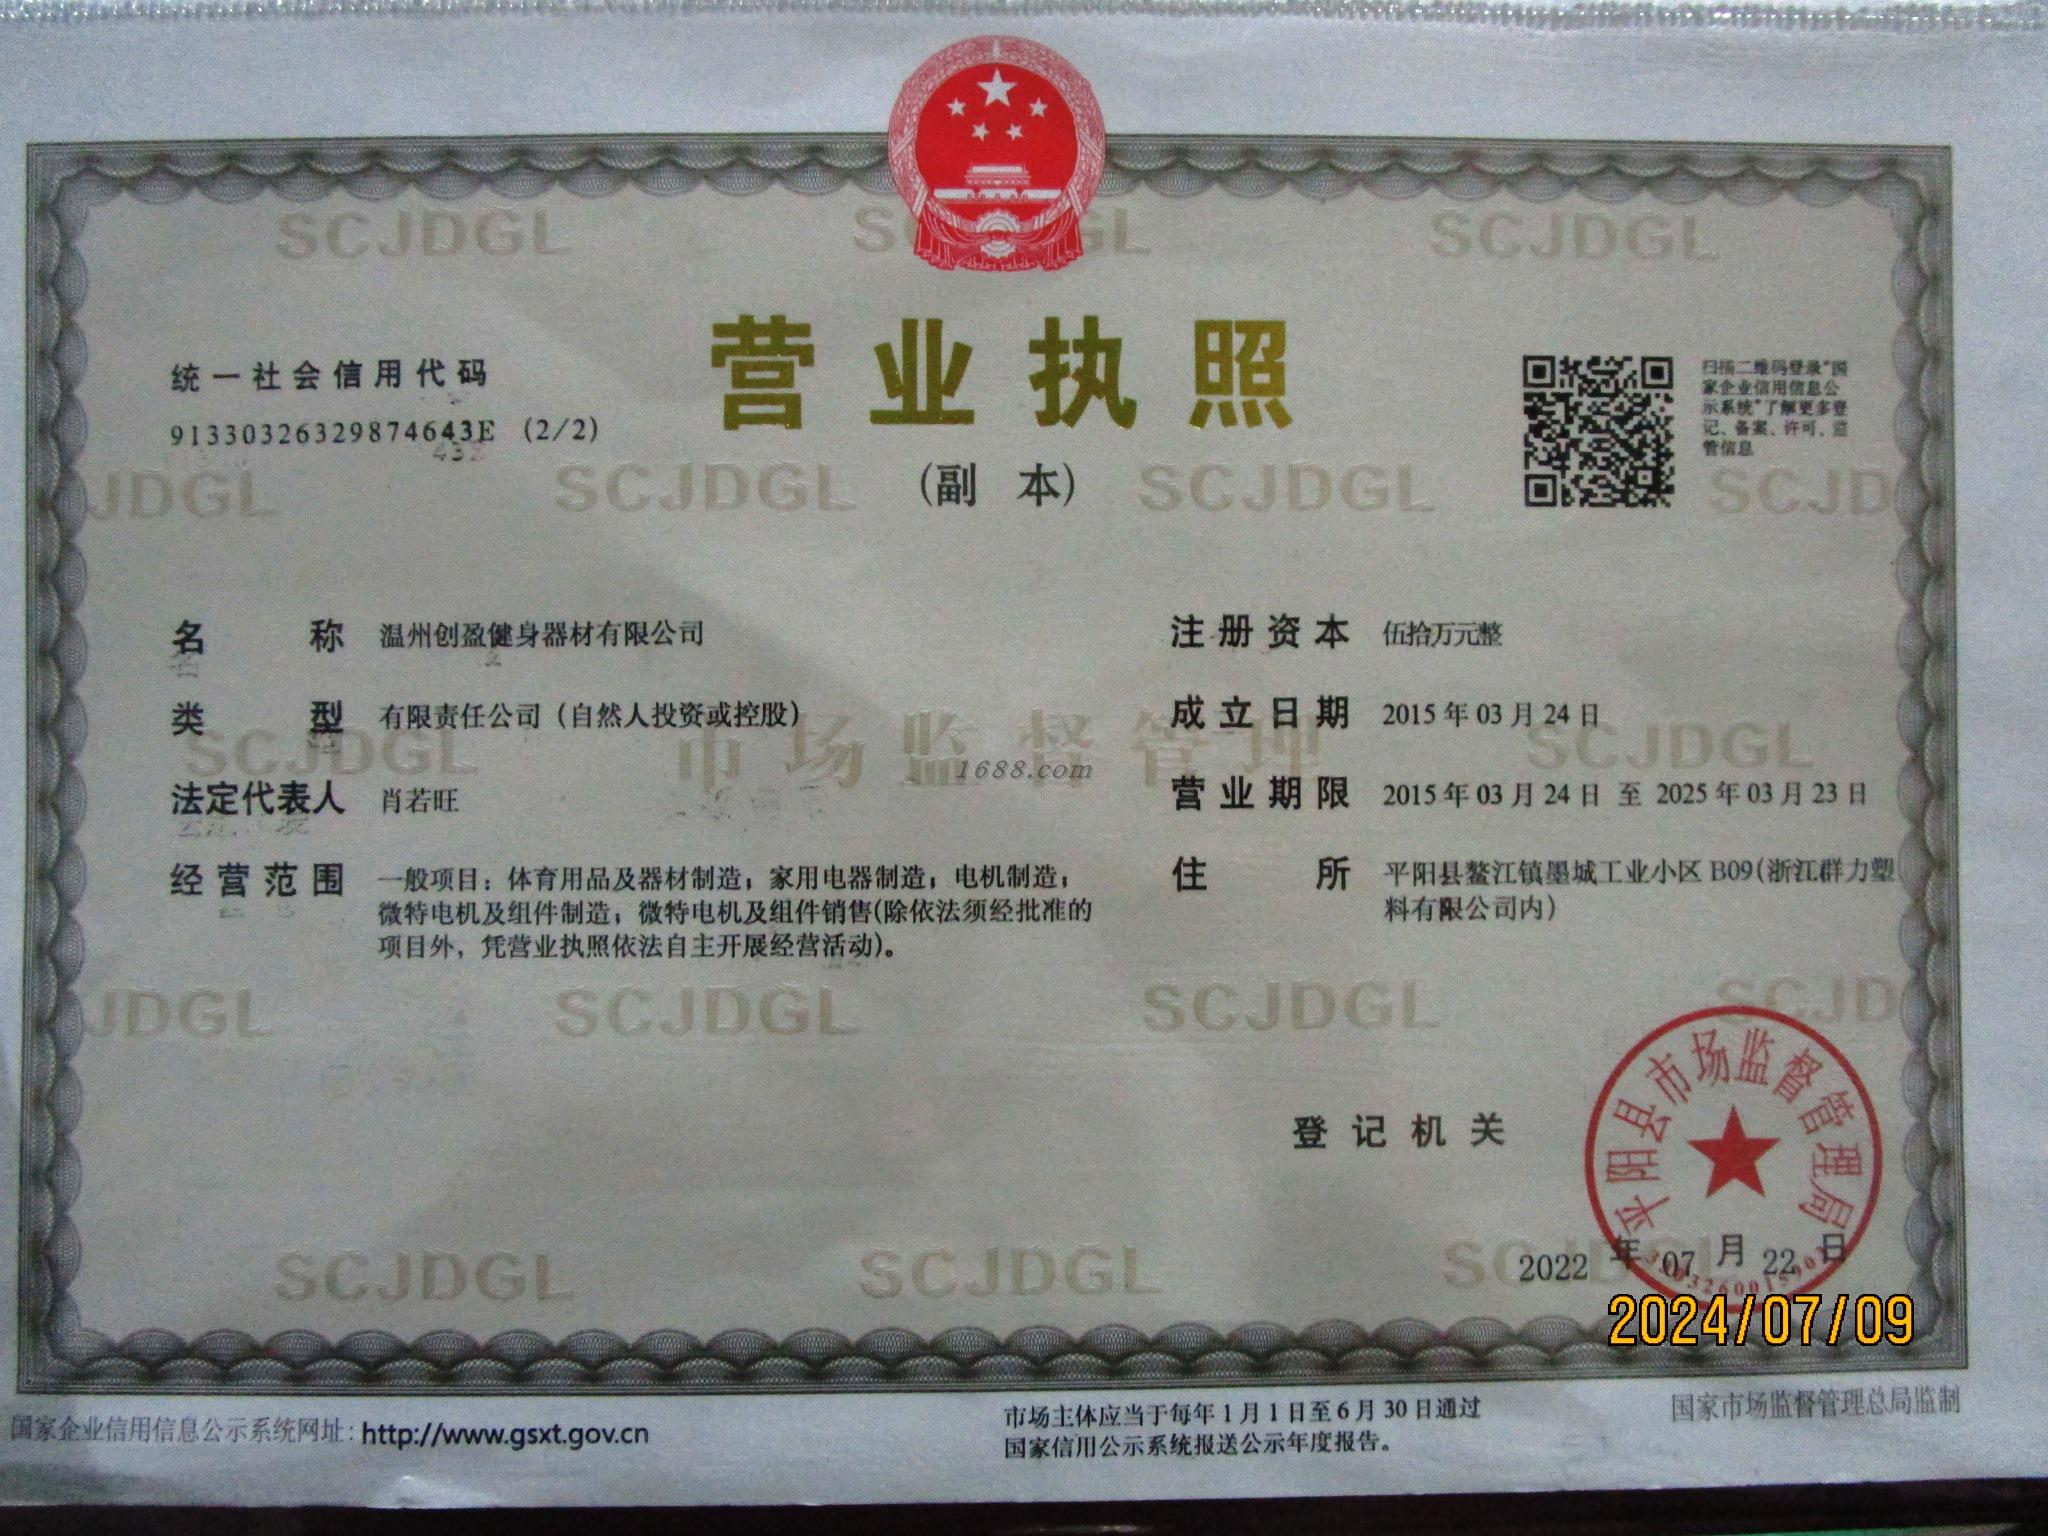 营业执照
(副 本)
统一社会信用代码
91330326329874643E (2/2)
扫描二维码登录“国
家企业信用信息公
示系统”了解更多登
记、备案、许可、监
管信息
名 称 温州创盈健身器材有限公司
类 型 有限责任公司（自然人投资或控股）
法定代表人 肖若旺
经营范围 一般项目：体育用品及器材制造；家用电器制造；电机制造；
微特电机及组件制造；微特电机及组件销售(除依法须经批准的
项目外，凭营业执照依法自主开展经营活动)。
注册资本 伍拾万元整
成立日期 2015年03月24日
营业期限 2015年03月24日 至 2025年03月23日
住 所 平阳县鳌江镇墨城工业小区B09(浙江群力塑
料有限公司内)
SCJDGL
市场监督管理
1688.com
登记机关
平阳县市场监督管理局
2022 年 07 月 22 日
2024/07/09
国家企业信用信息公示系统网址：http://www.gsxt.gov.cn
市场主体应当于每年1月1日至6月30日通过
国家信用公示系统报送公示年度报告。
国家市场监督管理总局监制